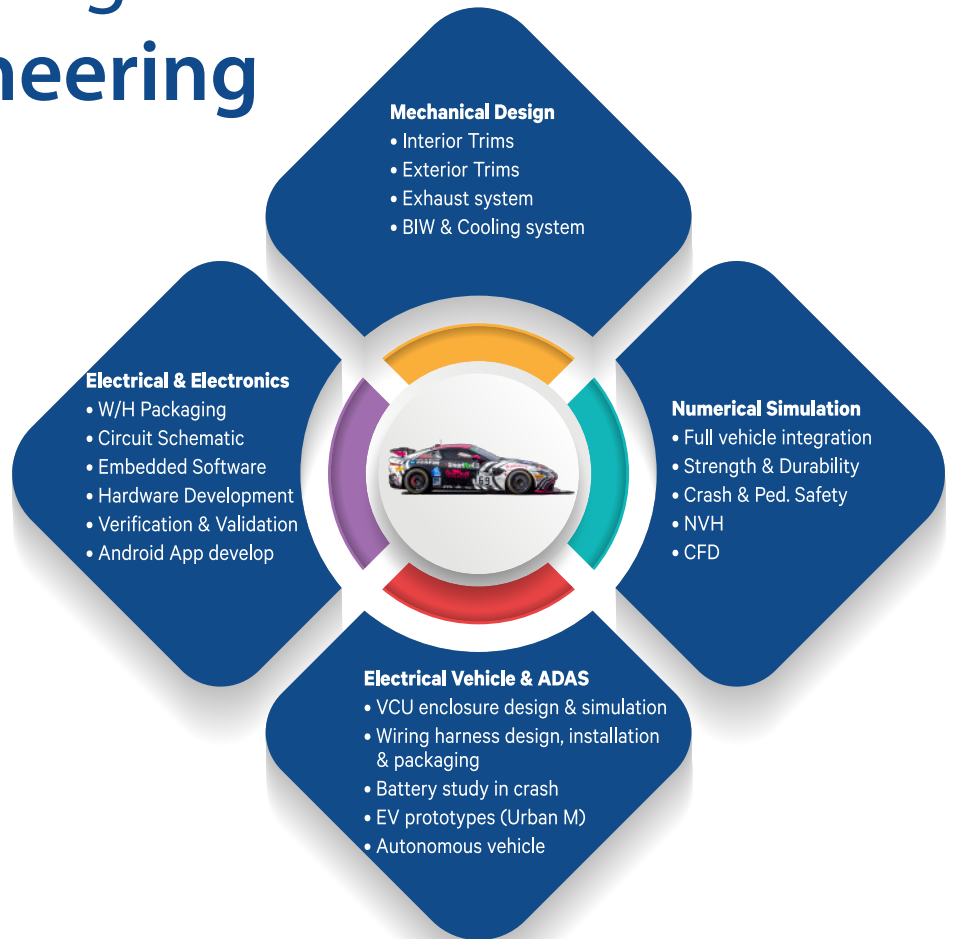 neering
Mechanical Design
• Interior Trims
• Exterior Trims
• Exhaust system
• BIW & Cooling system
Electrical & Electronics
• W/H Packaging
• Circuit Schematic
• Embedded Software
• Hardware Development
• Verification & Validation
• Android App develop
Numerical Simulation
• Full vehicle integration
• Strength & Durability
• Crash & Ped. Safety
• NVH
• CFD
Electrical Vehicle & ADAS
• VCU enclosure design & simulation
• Wiring harness design, installation
& packaging
• Battery study in crash
• EV prototypes (Urban M)
• Autonomous vehicle